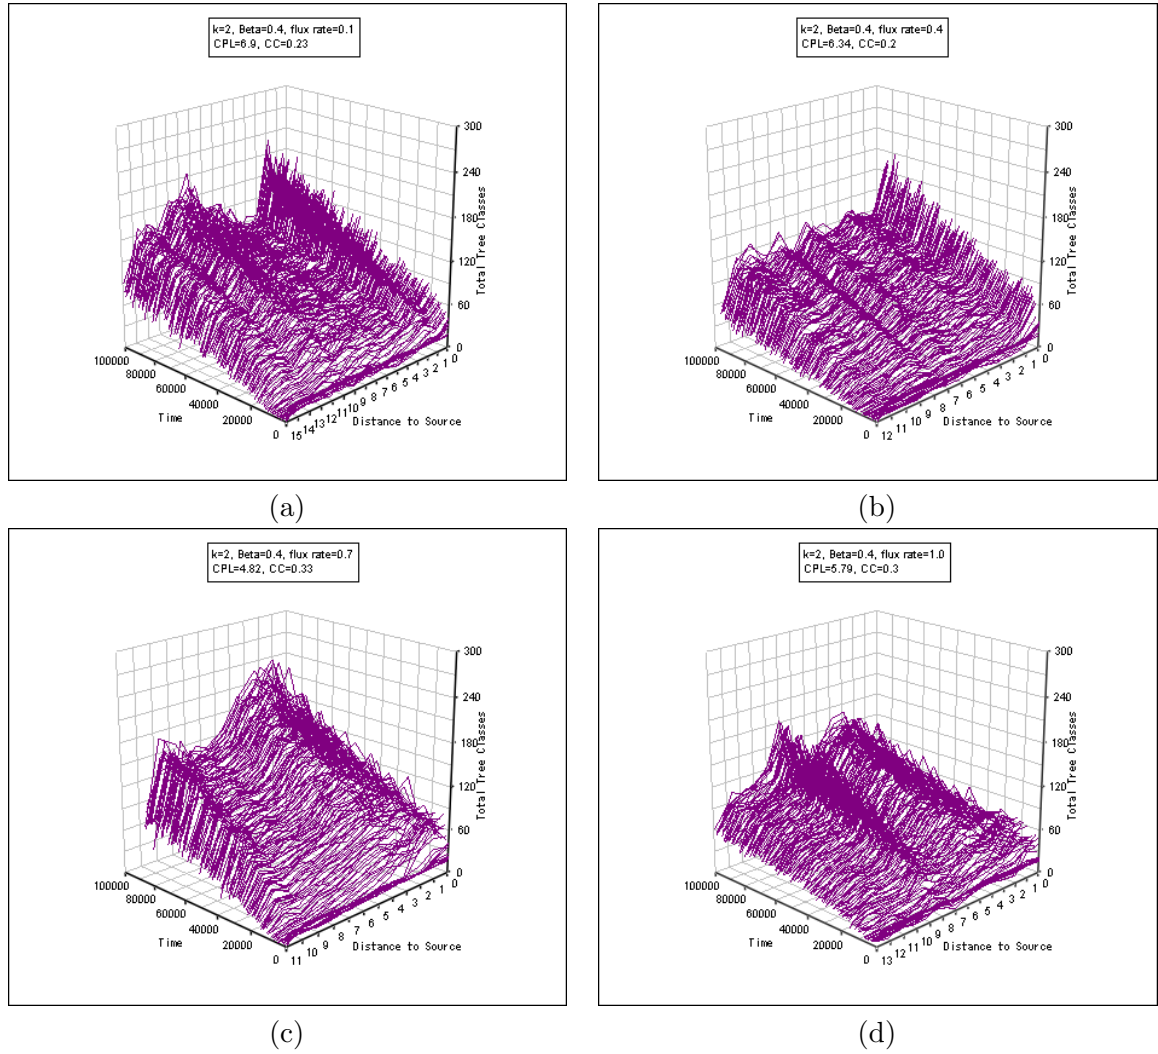 k=2, Beta=0.4, flux rate=0.1
CPL=6.9, CC=0.23
300
240
180
120
60
0
Total Tree Classes
100000
80000
60000
40000
20000
0
Time
15 14 13 12 11 10 9 8 7 6 5 4 3 2 1 0
Distance to Source
(a)
k=2, Beta=0.4, flux rate=0.4
CPL=6.34, CC=0.2
300
240
180
120
60
0
Total Tree Classes
100000
80000
60000
40000
20000
0
Time
12 11 10 9 8 7 6 5 4 3 2 1 0
Distance to Source
(b)
k=2, Beta=0.4, flux rate=0.7
CPL=4.82, CC=0.33
300
240
180
120
60
0
Total Tree Classes
100000
80000
60000
40000
20000
0
Time
11 10 9 8 7 6 5 4 3 2 1 0
Distance to Source
(c)
k=2, Beta=0.4, flux rate=1.0
CPL=5.79, CC=0.3
300
240
180
120
60
0
Total Tree Classes
100000
80000
60000
40000
20000
0
Time
13 12 11 10 9 8 7 6 5 4 3 2 1 0
Distance to Source
(d)